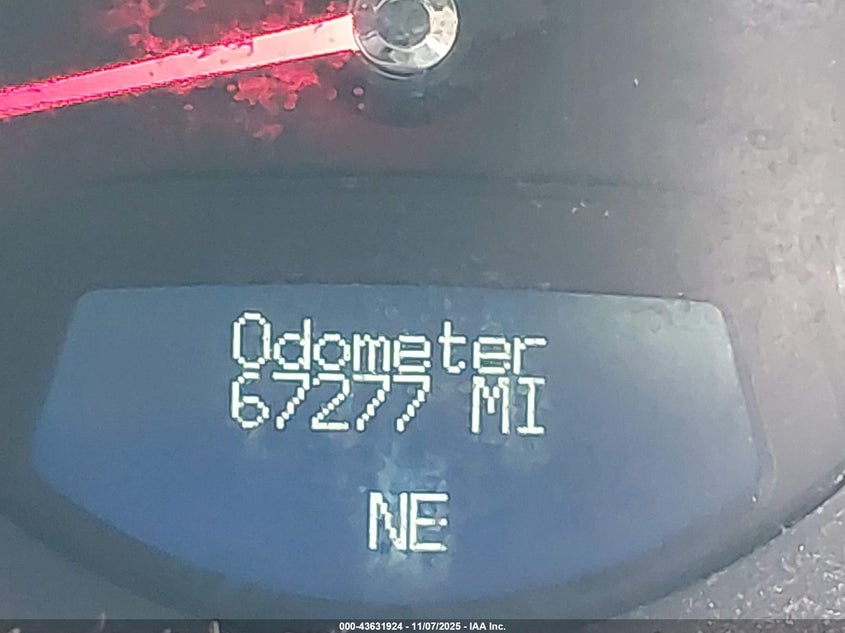 Odometer
67277 MI
NE
000-43631924 - 11/07/2025 - IAA Inc.